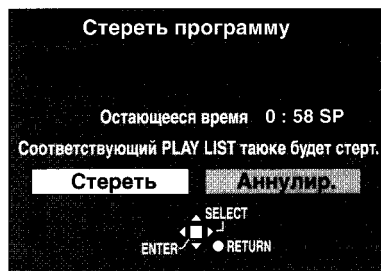 Стереть программу
Остающееся время 0 : 58 SP
Соответствующий PLAY LIST также будет стерт.
Стереть Аннулир.
SELECT
ENTER RETURN